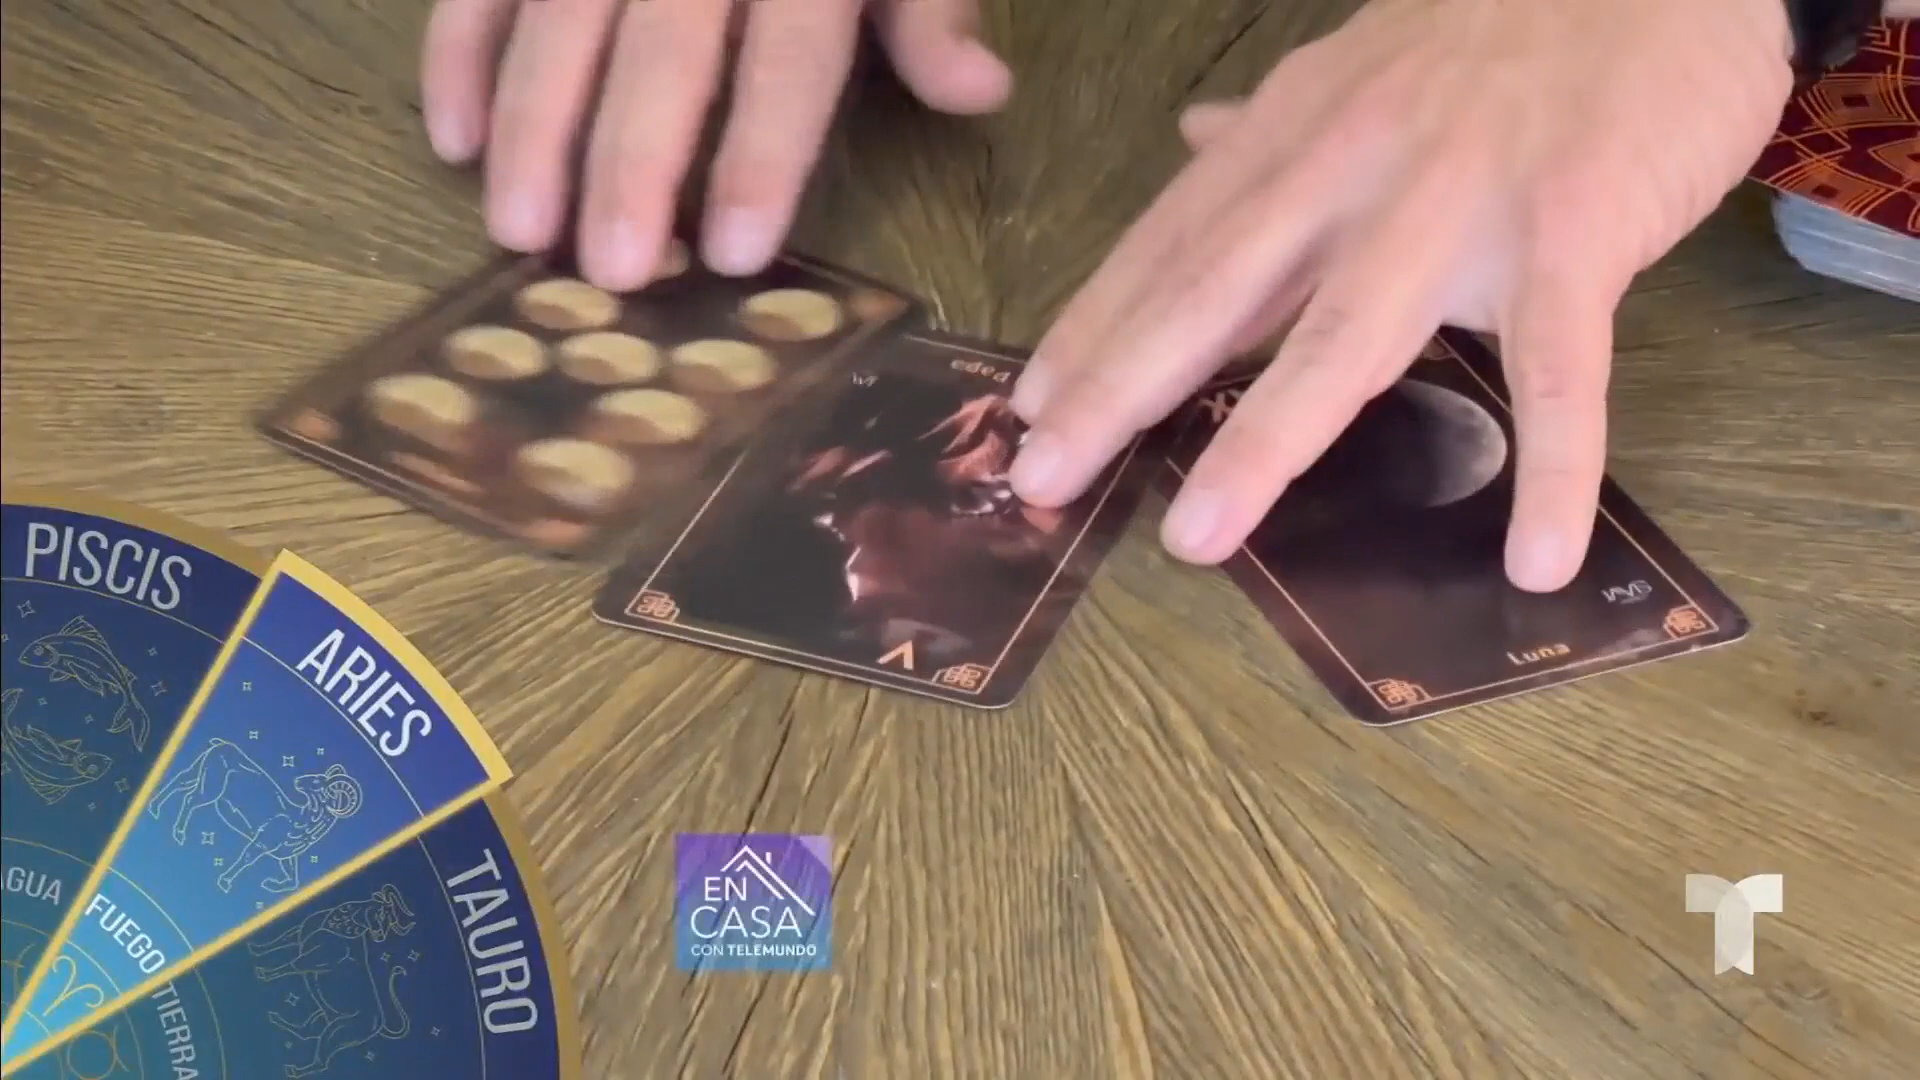 Papa
V
Luna
PISCIS
ARIES
TAURO
AGUA
FUEGO
TIERRA
EN
CASA
CON TELEMUNDO